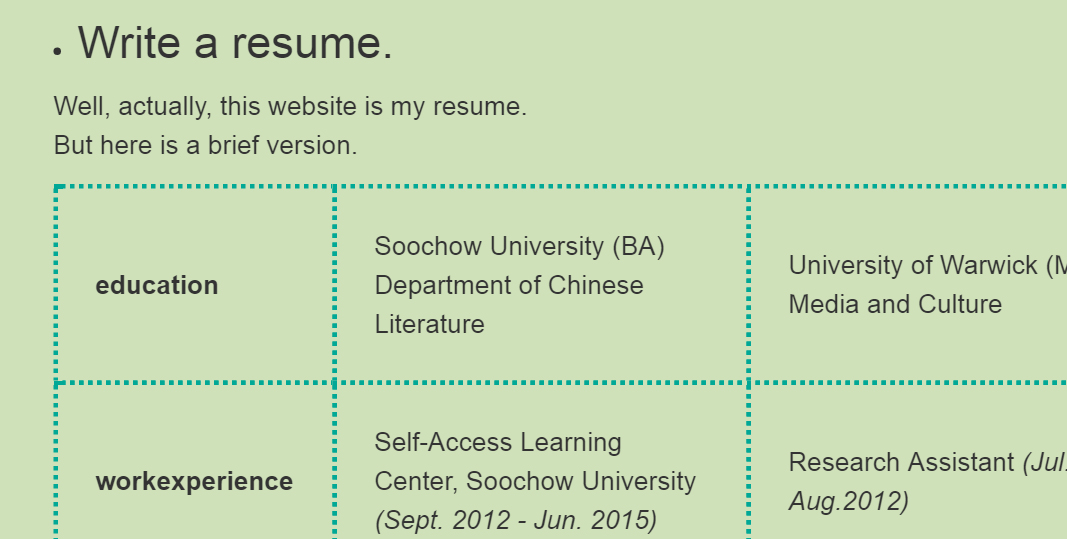 Write a resume.
Well, actually, this website is my resume.
But here is a brief version.
education
Soochow University (BA)
Department of Chinese
Literature
University of Warwick (M
Media and Culture
workexperience
Self-Access Learning
Center, Soochow University
(Sept. 2012 - Jun. 2015)
Research Assistant (Jul.
Aug.2012)